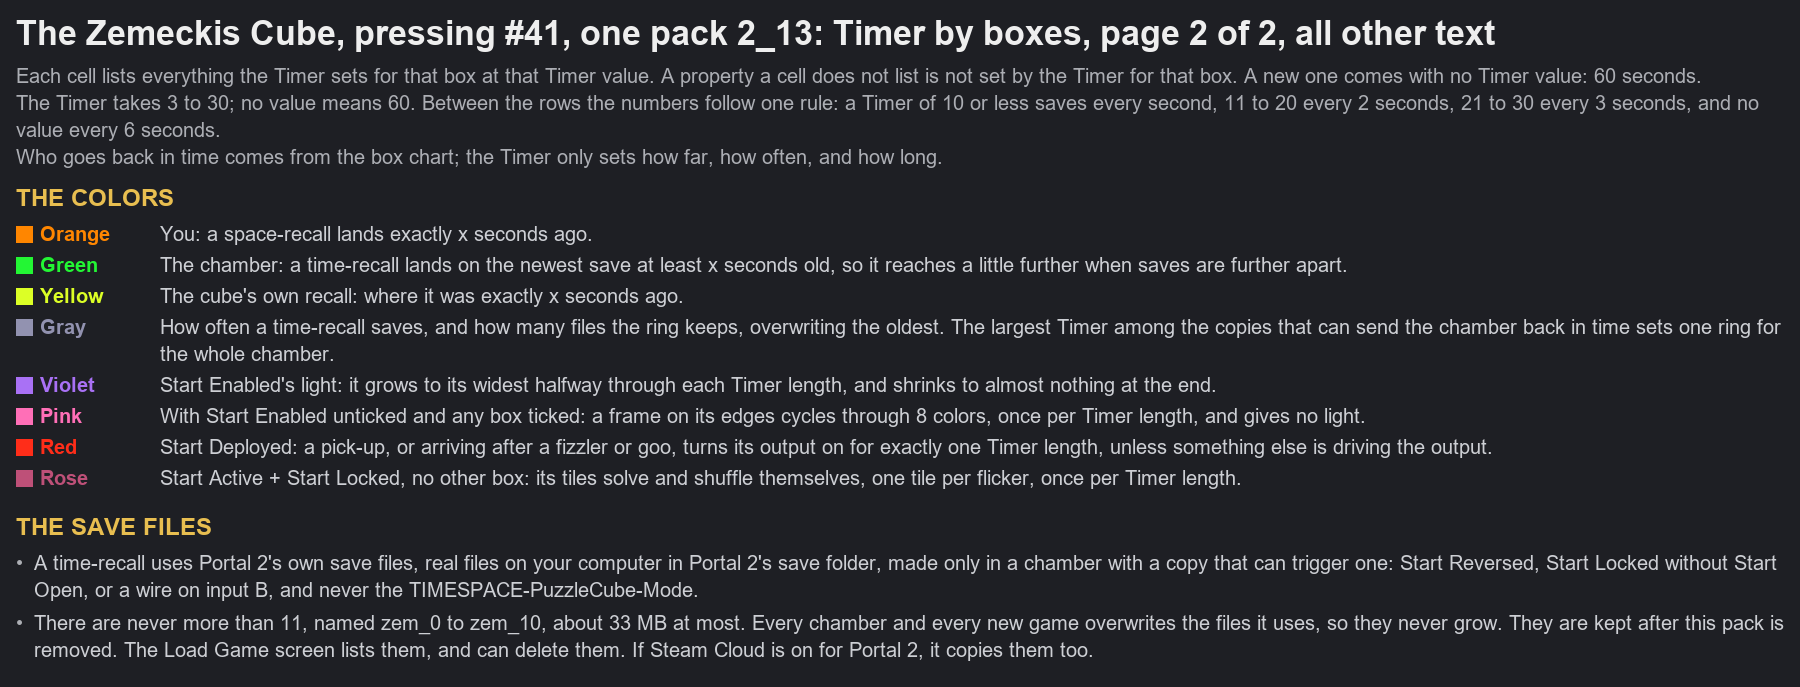 The Zemeckis Cube, pressing #41, one pack 2_13: Timer by boxes, page 2 of 2, all other text
Each cell lists everything the Timer sets for that box at that Timer value. A property a cell does not list is not set by the Timer for that box. A new one comes with no Timer value: 60 seconds.
The Timer takes 3 to 30; no value means 60. Between the rows the numbers follow one rule: a Timer of 10 or less saves every second, 11 to 20 every 2 seconds, 21 to 30 every 3 seconds, and no
value every 6 seconds.
Who goes back in time comes from the box chart; the Timer only sets how far, how often, and how long.
THE COLORS
Orange You: a space-recall lands exactly x seconds ago.
Green The chamber: a time-recall lands on the newest save at least x seconds old, so it reaches a little further when saves are further apart.
Yellow The cube's own recall: where it was exactly x seconds ago.
Gray How often a time-recall saves, and how many files the ring keeps, overwriting the oldest. The largest Timer among the copies that can send the chamber back in time sets one ring for
the whole chamber.
Violet Start Enabled's light: it grows to its widest halfway through each Timer length, and shrinks to almost nothing at the end.
Pink With Start Enabled unticked and any box ticked: a frame on its edges cycles through 8 colors, once per Timer length, and gives no light.
Red Start Deployed: a pick-up, or arriving after a fizzler or goo, turns its output on for exactly one Timer length, unless something else is driving the output.
Rose Start Active + Start Locked, no other box: its tiles solve and shuffle themselves, one tile per flicker, once per Timer length.
THE SAVE FILES
• A time-recall uses Portal 2's own save files, real files on your computer in Portal 2's save folder, made only in a chamber with a copy that can trigger one: Start Reversed, Start Locked without Start
Open, or a wire on input B, and never the TIMESPACE-PuzzleCube-Mode.
• There are never more than 11, named zem_0 to zem_10, about 33 MB at most. Every chamber and every new game overwrites the files it uses, so they never grow. They are kept after this pack is
removed. The Load Game screen lists them, and can delete them. If Steam Cloud is on for Portal 2, it copies them too.